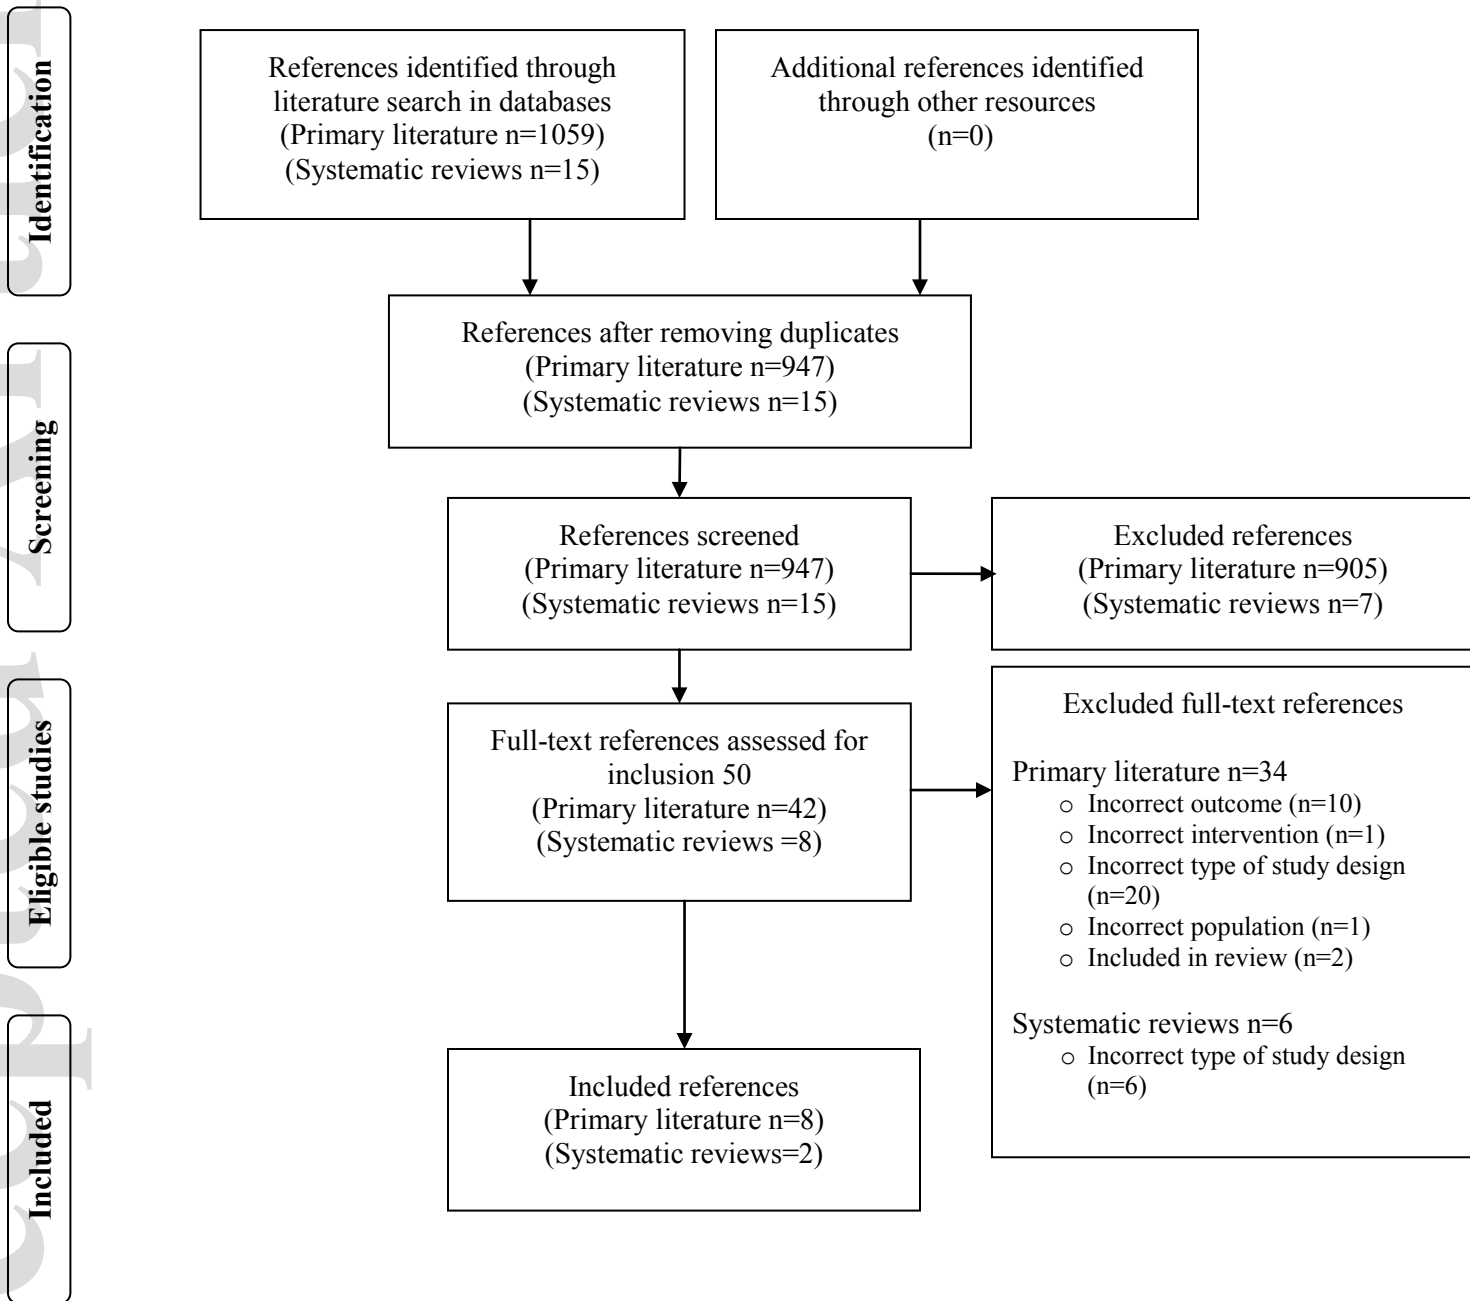 Identification
References identified through
literature search in databases
(Primary literature n=1059)
(Systematic reviews n=15)
Additional references identified
through other resources
(n=0)
References after removing duplicates
(Primary literature n=947)
(Systematic reviews n=15)
Screening
References screened
(Primary literature n=947)
(Systematic reviews n=15)
Excluded references
(Primary literature n=905)
(Systematic reviews n=7)
Eligible studies
Full-text references assessed for
inclusion 50
(Primary literature n=42)
(Systematic reviews =8)
Excluded full-text references
Primary literature n=34
o Incorrect outcome (n=10)
o Incorrect intervention (n=1)
o Incorrect type of study design
(n=20)
o Incorrect population (n=1)
o Included in review (n=2)
Systematic reviews n=6
o Incorrect type of study design
(n=6)
Included
Included references
(Primary literature n=8)
(Systematic reviews=2)